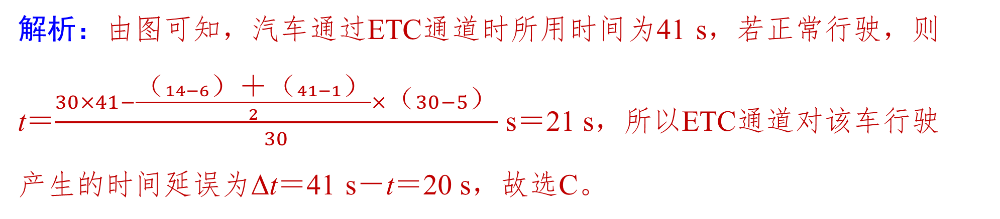 解析：由图可知，汽车通过ETC通道时所用时间为41 s，若正常行驶，则
t＝\frac{30×41−\frac{（14−6）＋（41−1）}{2}×（30−5）}{30} s＝21 s，所以ETC通道对该车行驶
产生的时间延误为Δt＝41 s－t＝20 s，故选C。